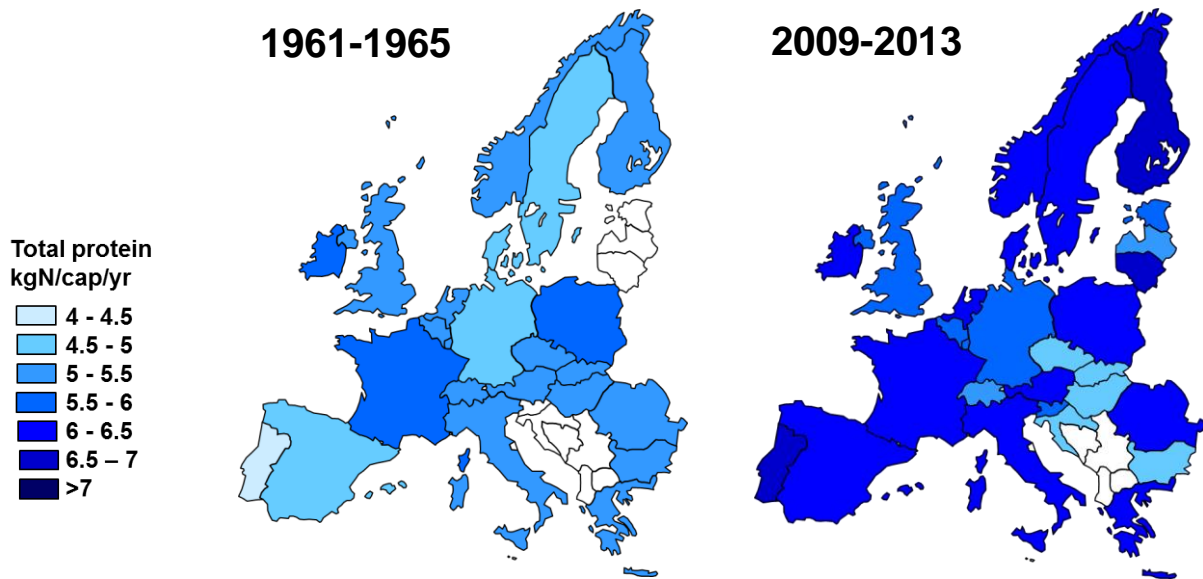 1961-1965
2009-2013
Total protein
kgN/cap/yr
4 - 4.5
4.5 - 5
5 - 5.5
5.5 - 6
6 - 6.5
6.5 – 7
>7